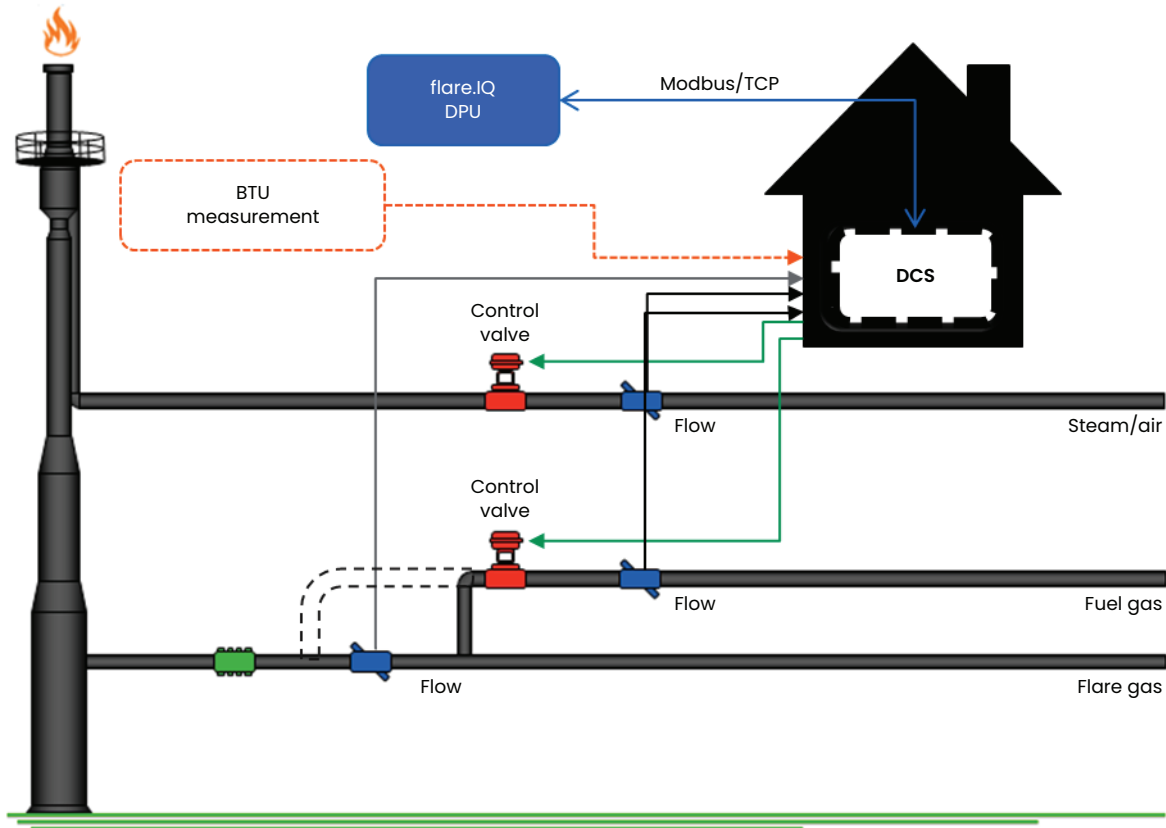 flare.IQ
DPU
Modbus/TCP
BTU
measurement
DCS
Control
valve
Flow
Steam/air
Control
valve
Flow
Fuel gas
Flow
Flare gas